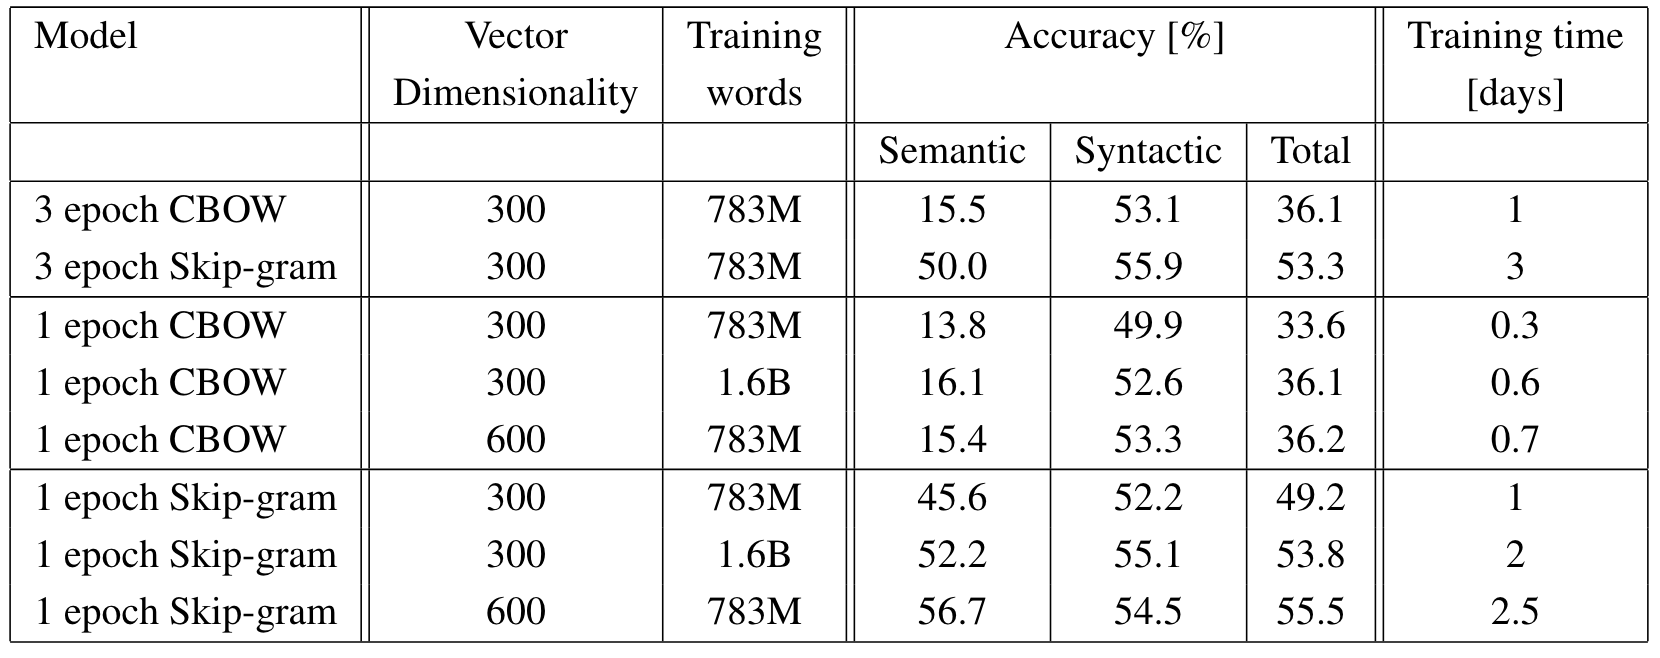 Model Vector Training Accuracy [%] Training time
Dimensionality words [days]
Semantic Syntactic Total
3 epoch CBOW 300 783M 15.5 53.1 36.1 1
3 epoch Skip-gram 300 783M 50.0 55.9 53.3 3
1 epoch CBOW 300 783M 13.8 49.9 33.6 0.3
1 epoch CBOW 300 1.6B 16.1 52.6 36.1 0.6
1 epoch CBOW 600 783M 15.4 53.3 36.2 0.7
1 epoch Skip-gram 300 783M 45.6 52.2 49.2 1
1 epoch Skip-gram 300 1.6B 52.2 55.1 53.8 2
1 epoch Skip-gram 600 783M 56.7 54.5 55.5 2.5